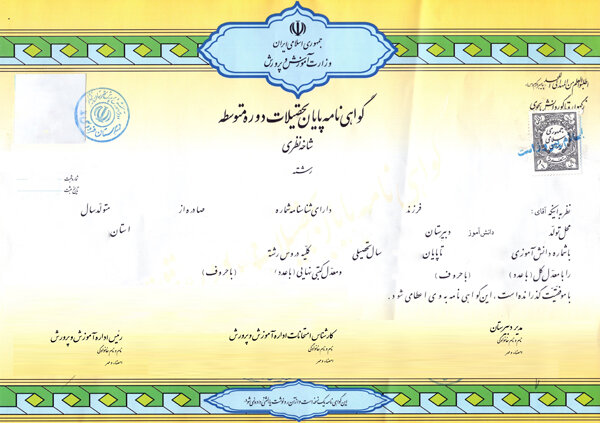 جمهوری اسلامی ایران
وزارت آموزش و پرورش
گواهی نامه پایان تحصیلات دوره متوسطه
شاخه نظری
رشته
شماره ثبت
تاریخ ثبت
نظر به اینکه آقای : فرزند دارای شناسنامه شماره صادره از متولد سال
محل تولد دانش آموز دبیرستان استان
با شماره دانش آموزی تا پایان سال تحصیلی کلیه دروس رشته
را با معدل کل ( با عدد ) ( با حروف ) و معدل کتبی نهایی ( با عدد ) ( با حروف )
با موفقیت گذرانده است ، این گواهی نامه به وی اعطا می شود .
مدیر دبیرستان
نام و نام خانوادگی
امضاء و مهر
کارشناس امتحانات اداره آموزش و پرورش
نام و نام خانوادگی
امضاء و مهر
رئیس اداره آموزش و پرورش
نام و نام خانوادگی
امضاء و مهر